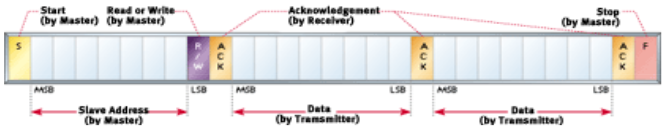 Start
(by Master)
Read or Write
(by Master)
Acknowledgement
(by Receiver)
Stop
(by Master)
S
R/W
ACK
ACK
ACK
F
MSB
LSB
MSB
LSB
MSB
LSB
Slave Address
(by Master)
Data
(by Transmitter)
Data
(by Transmitter)